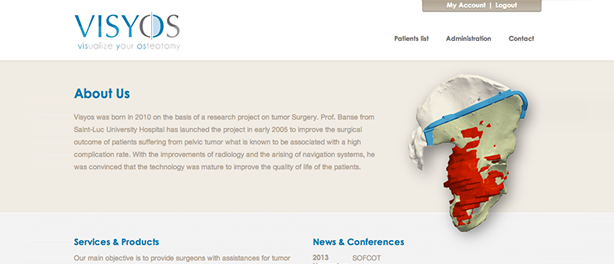 My Account | Logout
VISYOS
visualize your osteotomy
Patients list Administration Contact
About Us
Visyos was born in 2010 on the basis of a research project on tumor Surgery. Prof. Banse from
Saint-Luc University Hospital has launched the project in early 2005 to improve the surgical
outcome of patients suffering from pelvic tumor what is known to be associated with a high
complication rate. With the improvements of radiology and the arising of navigation systems, he
was convinced that the technology was mature to improve the quality of life of the patients.
Services & Products
Our main objective is to provide surgeons with assistances for tumor
News & Conferences
2013 SOFCOT